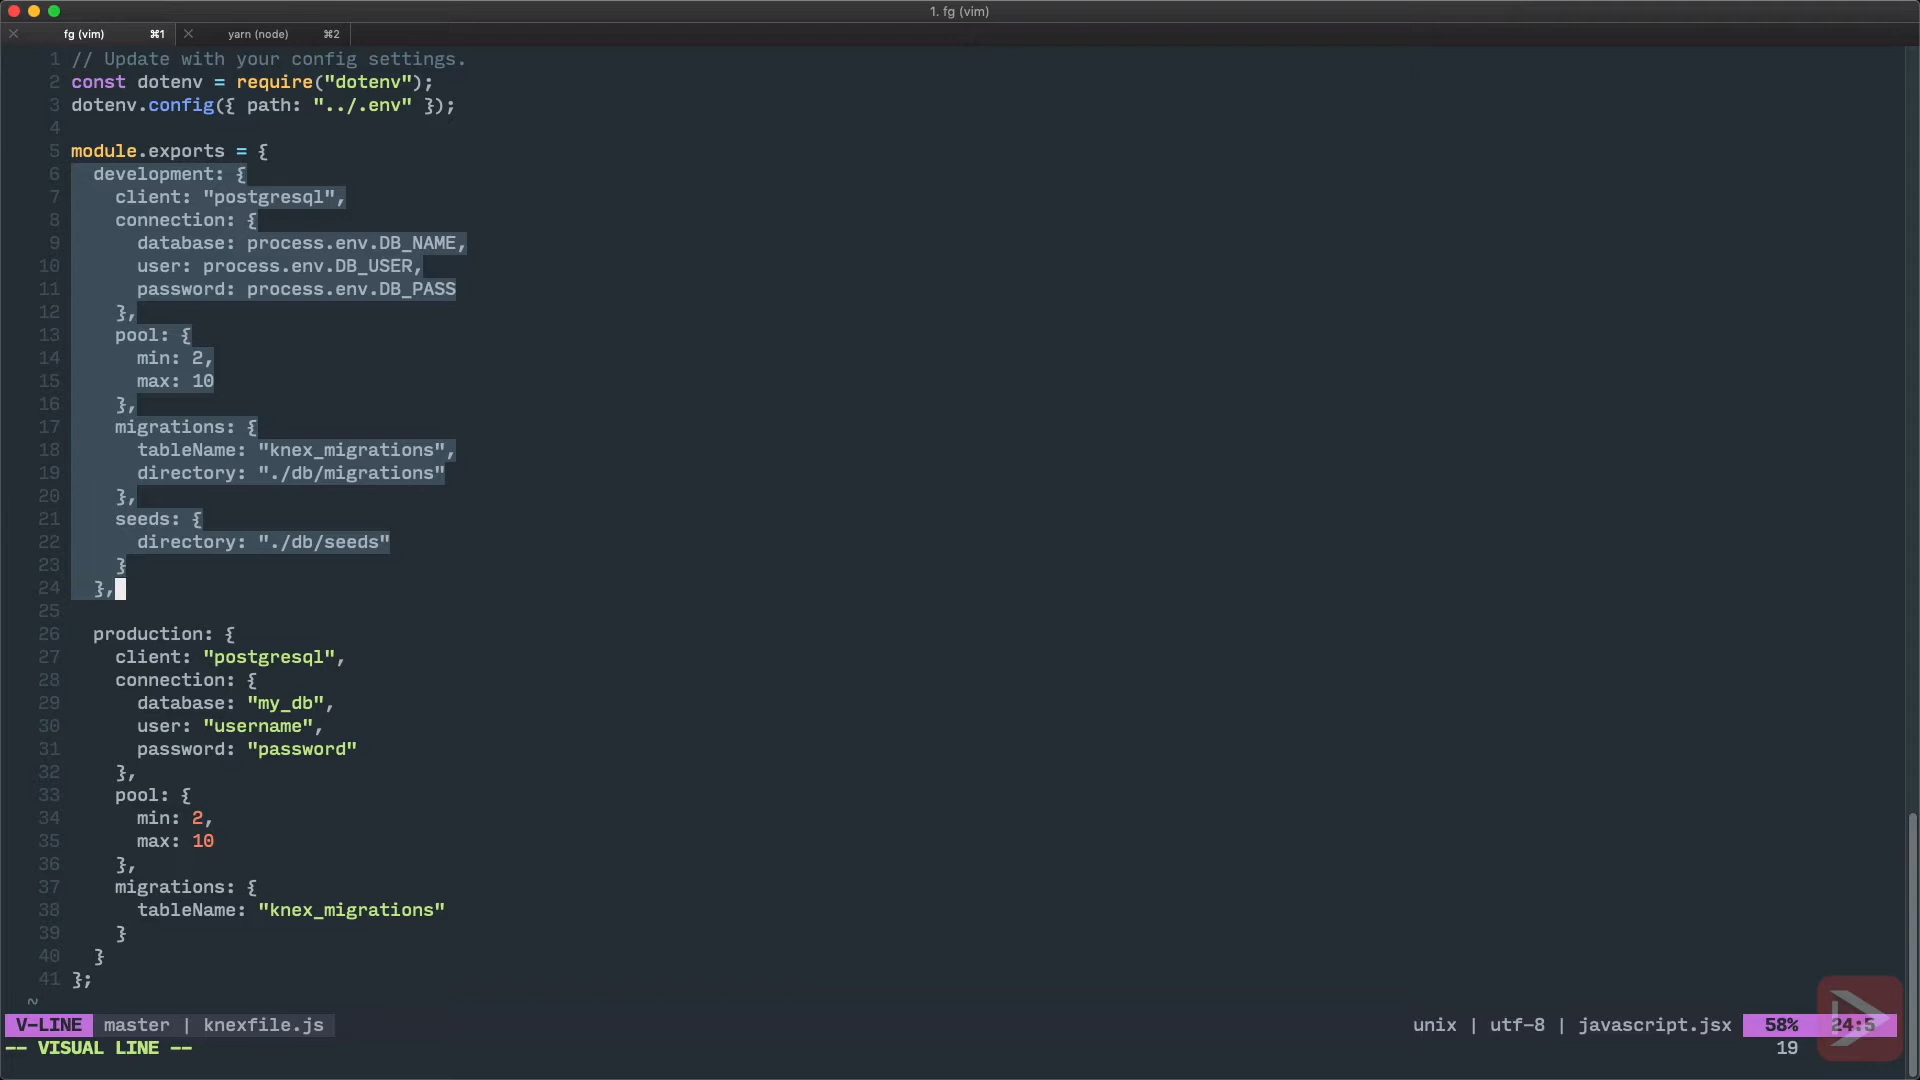 1. fg (vim)
fg (vim) ⌘1 yarn (node) ⌘2
1 // Update with your config settings.
2 const dotenv = require("dotenv");
3 dotenv.config({ path: "../.env" });
4
5 module.exports = {
6   development: {
7     client: "postgresql",
8     connection: {
9       database: process.env.DB_NAME,
10       user: process.env.DB_USER,
11       password: process.env.DB_PASS
12     },
13     pool: {
14       min: 2,
15       max: 10
16     },
17     migrations: {
18       tableName: "knex_migrations",
19       directory: "./db/migrations"
20     },
21     seeds: {
22       directory: "./db/seeds"
23     }
24   },
25
26   production: {
27     client: "postgresql",
28     connection: {
29       database: "my_db",
30       user: "username",
31       password: "password"
32     },
33     pool: {
34       min: 2,
35       max: 10
36     },
37     migrations: {
38       tableName: "knex_migrations"
39     }
40   }
41 };
~
V-LINE master | knexfile.js unix | utf-8 | javascript.jsx 58% 24:5
-- VISUAL LINE -- 19